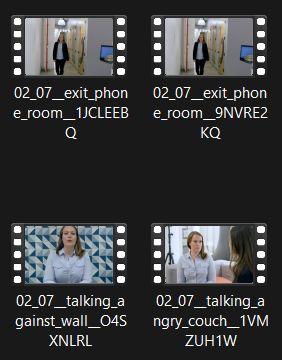 02_07__exit_phon
e_room__1JCLEEB
Q
02_07__exit_phon
e_room__9NVRE2
KQ
02_07__talking_a
gainst_wall__O4S
XNLRL
02_07__talking_a
ngry_couch__1VM
ZUH1W